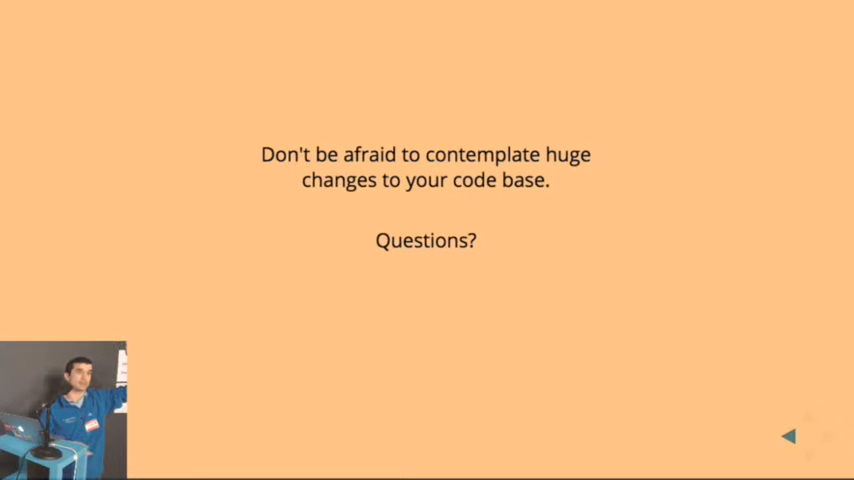 Don't be afraid to contemplate huge
changes to your code base.
Questions?